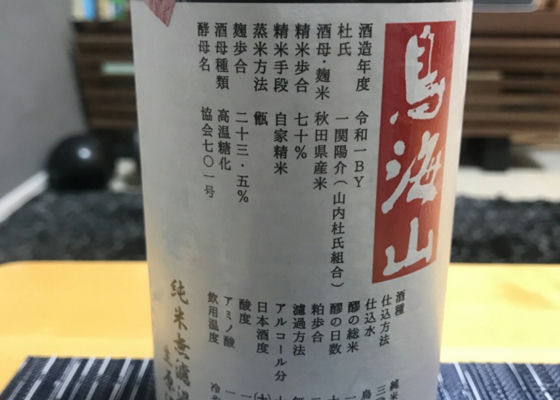 鳥海山
酒造年度 令和一BY
杜氏 一関陽介(山内杜氏組合)
酒母・麹米 秋田県産米
精米歩合 七十%
精米手段 自家精米
蒸米方法 甑
麹歩合 二十三・五%
酒母種類 高温糖化
酵母名 協会七〇一号
酒種 純米
仕込方法 三
仕込水 鳥
醪の総米
醪の日数
粕歩合
濾過方法
アルコール分
日本酒度
酸度
アミノ酸
飲用温度 冷
純米無濾過